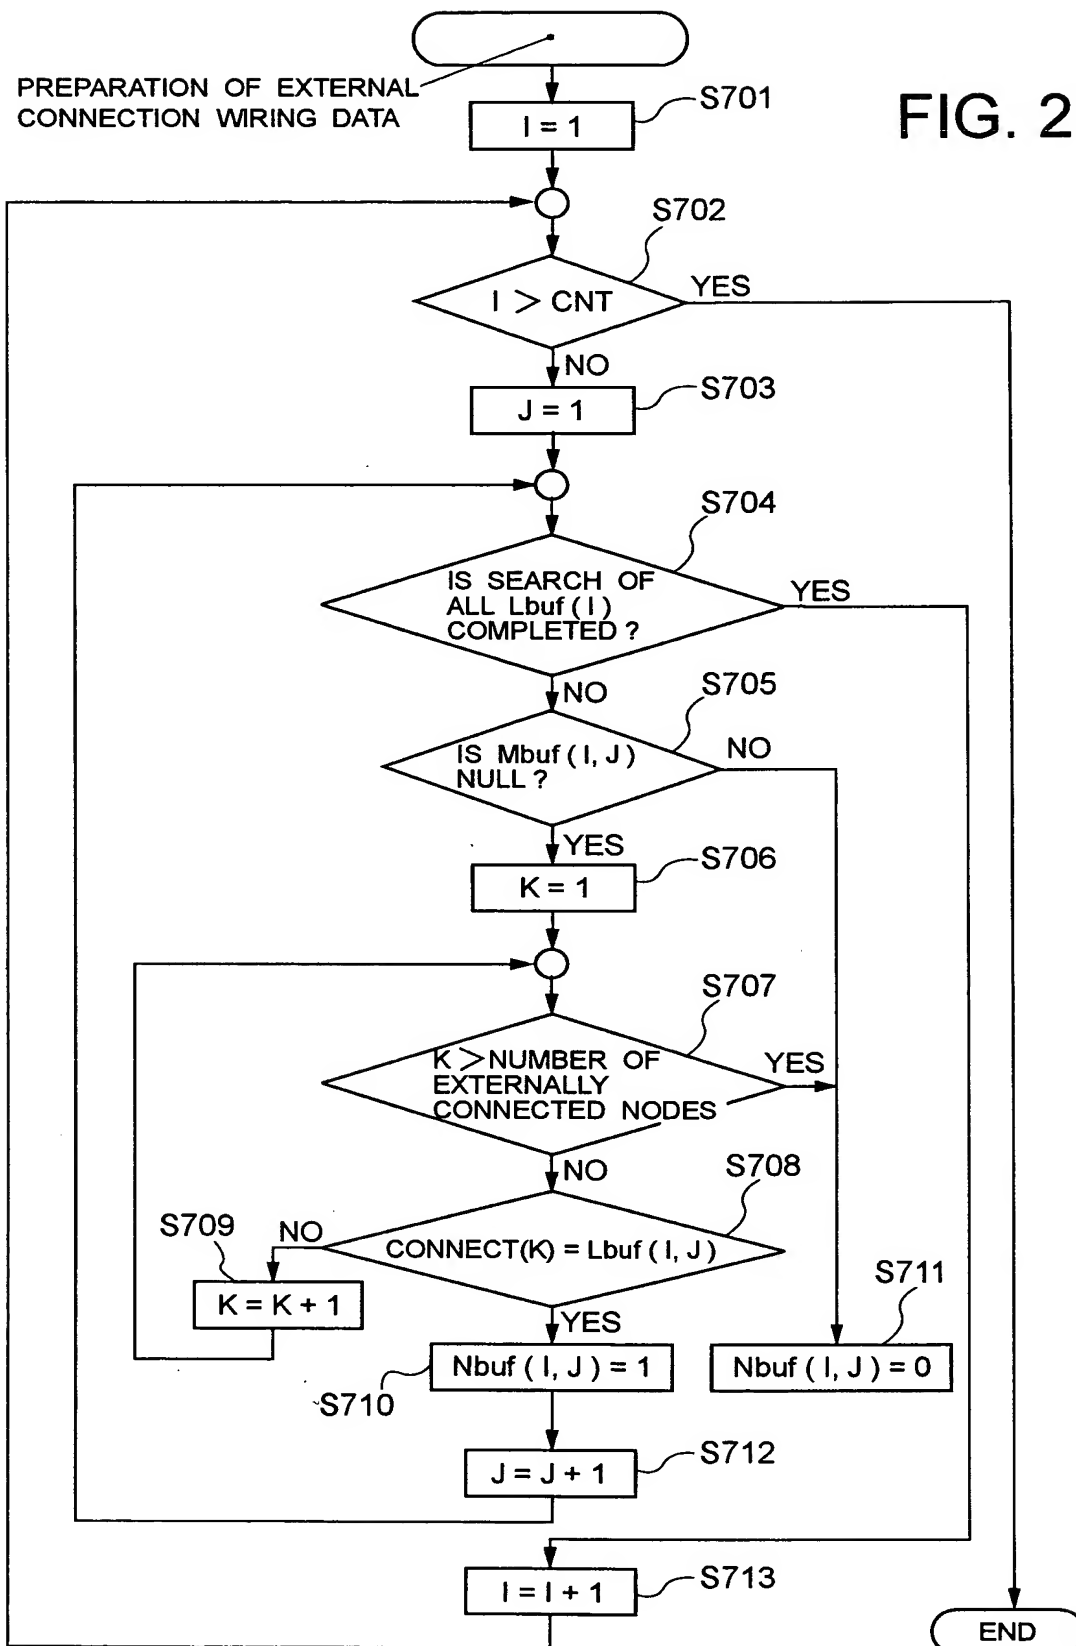 PREPARATION OF EXTERNAL
CONNECTION WIRING DATA
S701
FIG. 2
I = 1
S702
I > CNT
YES
NO
S703
J = 1
S704
IS SEARCH OF
ALL Lbuf ( I )
COMPLETED ?
YES
NO
S705
IS Mbuf ( I, J )
NULL ?
NO
YES
S706
K = 1
S707
K > NUMBER OF
EXTERNALLY
CONNECTED NODES
YES
NO
S708
S709
NO
CONNECT(K) = Lbuf ( I, J )
K = K + 1
YES
S711
Nbuf ( I, J ) = 1
Nbuf ( I, J ) = 0
S710
S712
J = J + 1
S713
I = I + 1
END